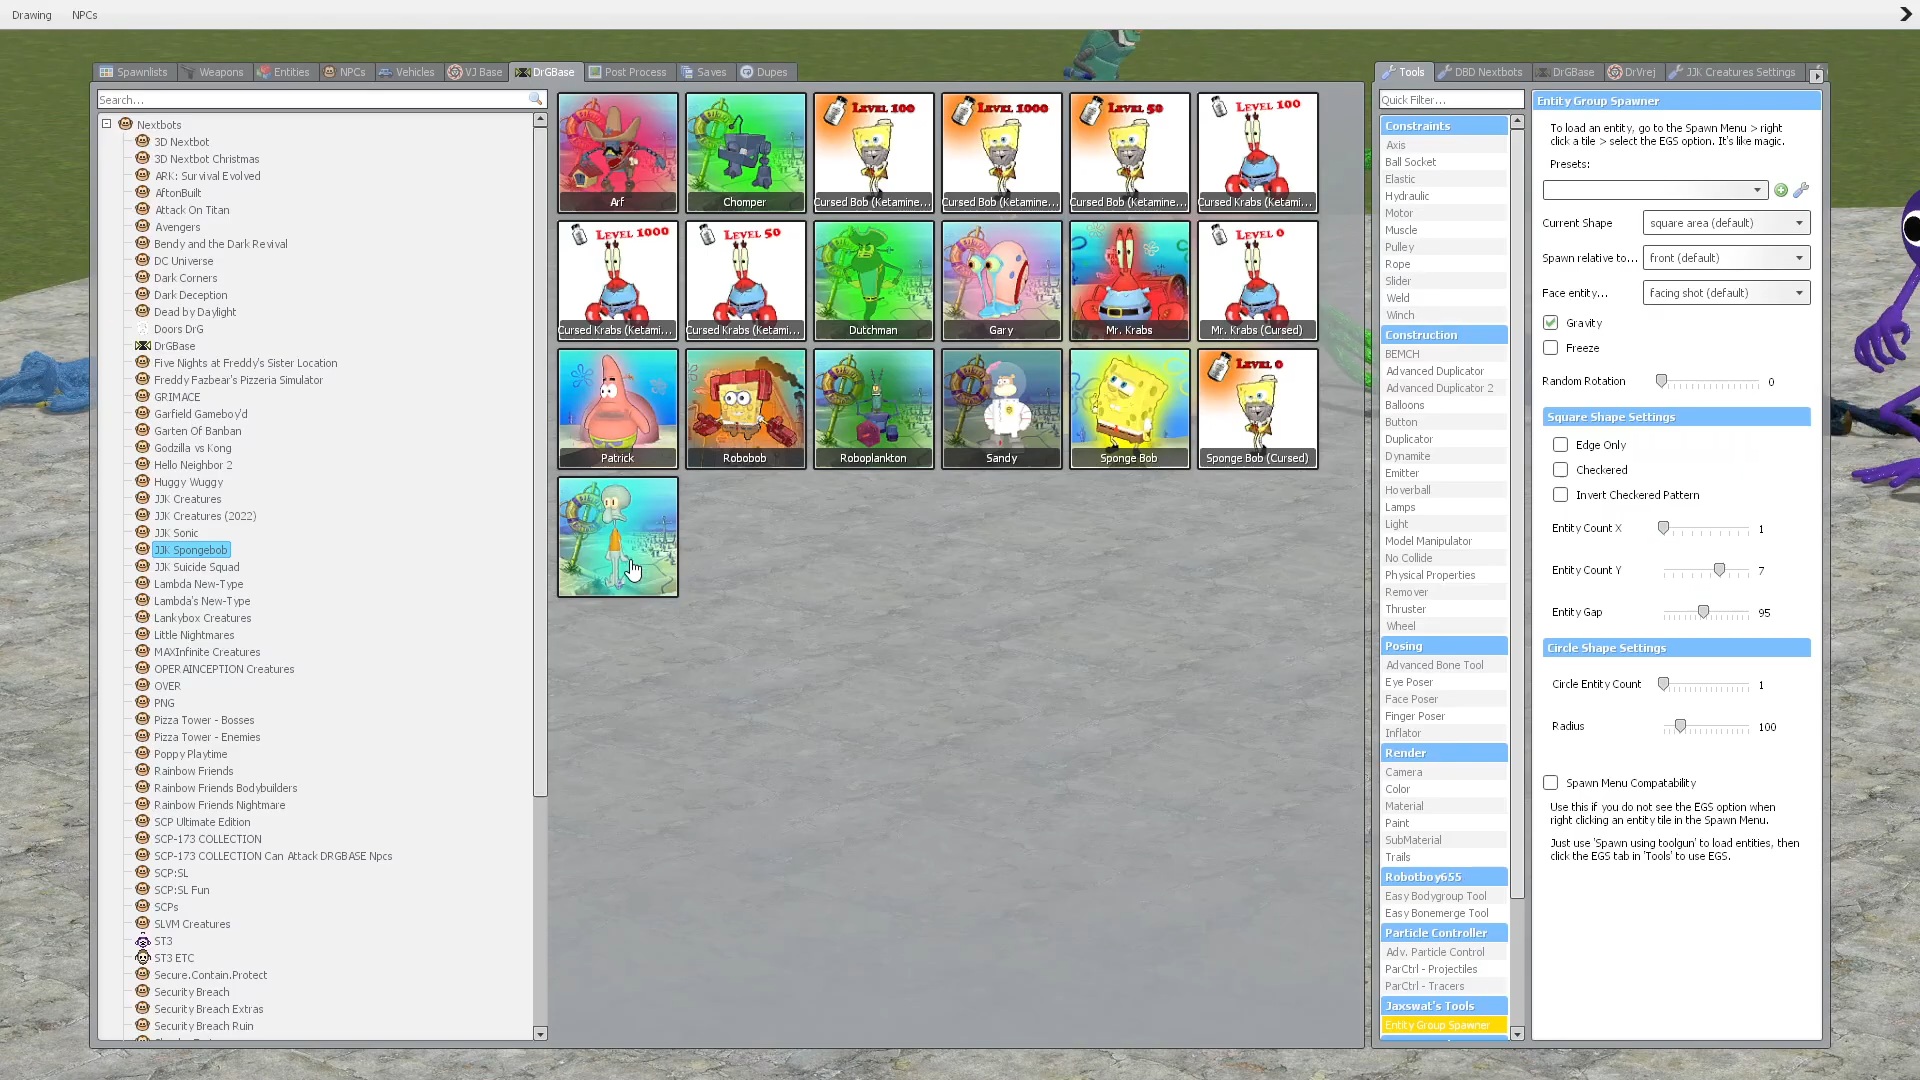 Drawing NPCs
Spawnlists Weapons Entities NPCs Vehicles VJ Base DrGBase Post Process Saves Dupes
Search...
Nextbots
3D Nextbot
3D Nextbot Christmas
ARK: Survival Evolved
AftonBuilt
Attack On Titan
Avengers
Bendy and the Dark Revival
DC Universe
Dark Corners
Dark Deception
Dead by Daylight
Doors DrG
DrGBase
Five Nights at Freddy's Sister Location
Freddy Fazbear's Pizzeria Simulator
GRIMACE
Garfield Gameboy'd
Garten Of Banban
Godzilla vs Kong
Hello Neighbor 2
Huggy Wuggy
JJK Creatures
JJK Creatures (2022)
JJK Sonic
JJK Spongebob
JJK Suicide Squad
Lambda New-Type
Lambda's New-Type
Lankybox Creatures
Little Nightmares
MAXInfinite Creatures
OPERAINCEPTION Creatures
OVER
PNG
Pizza Tower - Bosses
Pizza Tower - Enemies
Poppy Playtime
Rainbow Friends
Rainbow Friends Bodybuilders
Rainbow Friends Nightmare
SCP Ultimate Edition
SCP-173 COLLECTION
SCP-173 COLLECTION Can Attack DRGBASE Npcs
SCP:SL
SCP:SL Fun
SCPs
SLVM Creatures
ST3
ST3 ETC
Secure.Contain.Protect
Security Breach
Security Breach Extras
Security Breach Ruin
Level 100 Level 1000 Level 50 Level 100
Arf Chomper Cursed Bob (Ketamine... Cursed Bob (Ketamine... Cursed Bob (Ketamine... Cursed Krabs (Ketami...
Level 1000 Level 50 Level 0
Cursed Krabs (Ketami... Cursed Krabs (Ketami... Dutchman Gary Mr. Krabs Mr. Krabs (Cursed)
Level 0
Patrick Robobob Roboplankton Sandy Sponge Bob Sponge Bob (Cursed)
Tools DBD Nextbots DrGBase DrVrej JJK Creatures Settings
Quick Filter...
Constraints
Axis
Ball Socket
Elastic
Hydraulic
Motor
Muscle
Pulley
Rope
Slider
Weld
Winch
Construction
BEMCH
Advanced Duplicator
Advanced Duplicator 2
Balloons
Button
Duplicator
Dynamite
Emitter
Hoverball
Lamps
Light
Model Manipulator
No Collide
Physical Properties
Remover
Thruster
Wheel
Posing
Advanced Bone Tool
Eye Poser
Face Poser
Finger Poser
Inflator
Render
Camera
Color
Material
Paint
SubMaterial
Trails
Robotboy655
Easy Bodygroup Tool
Easy Bonemerge Tool
Particle Controller
Adv. Particle Control
ParCtrl - Projectiles
ParCtrl - Tracers
Jaxswat's Tools
Entity Group Spawner
Entity Group Spawner
To load an entity, go to the Spawn Menu > right
click a tile > select the EGS option. It's like magic.
Presets:
Current Shape square area (default)
Spawn relative to... front (default)
Face entity... facing shot (default)
Gravity
Freeze
Random Rotation 0
Square Shape Settings
Edge Only
Checkered
Invert Checkered Pattern
Entity Count X 1
Entity Count Y 7
Entity Gap 95
Circle Shape Settings
Circle Entity Count 1
Radius 100
Spawn Menu Compatability
Use this if you do not see the EGS option when
right clicking an entity tile in the Spawn Menu.
Just use 'Spawn using toolgun' to load entities, then
click the EGS tab in 'Tools' to use EGS.